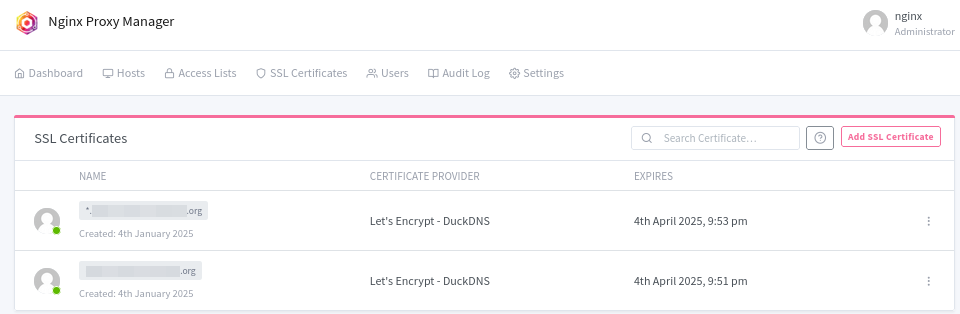 Nginx Proxy Manager
nginx
Administrator
Dashboard Hosts Access Lists SSL Certificates Users Audit Log Settings
SSL Certificates
Search Certificate…
Add SSL Certificate
NAME CERTIFICATE PROVIDER EXPIRES
*. .org
Let's Encrypt - DuckDNS
4th April 2025, 9:53 pm
Created: 4th January 2025
.org
Let's Encrypt - DuckDNS
4th April 2025, 9:51 pm
Created: 4th January 2025